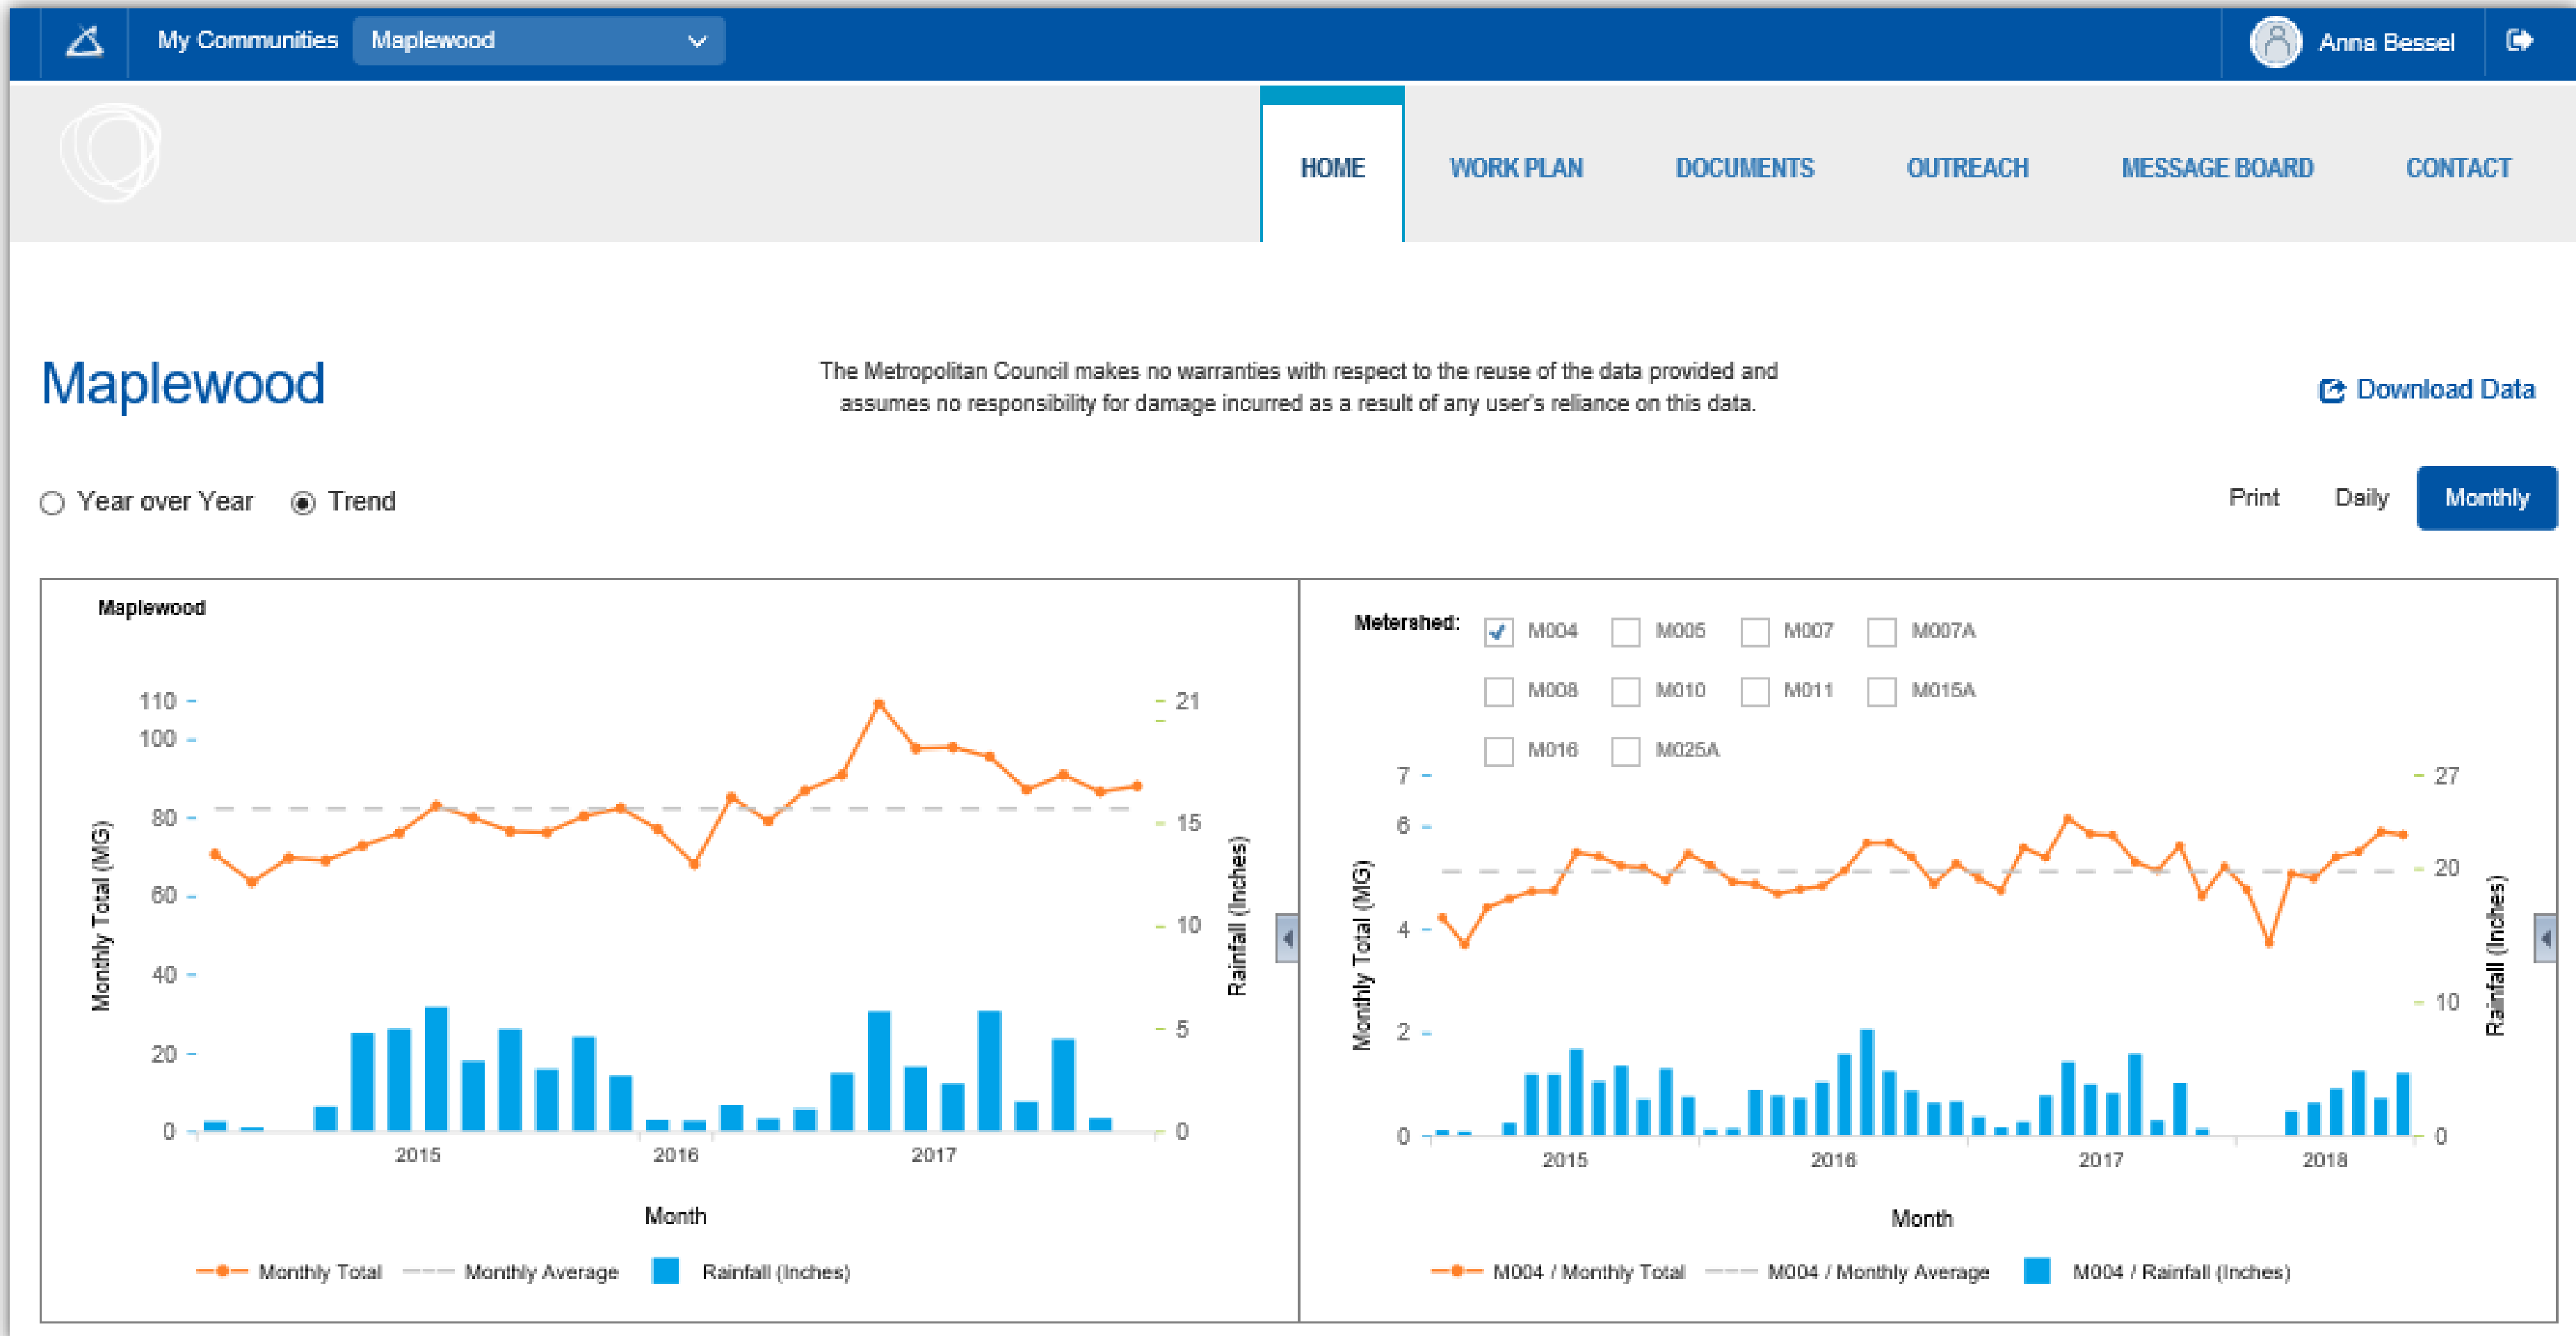 My Communities Maplewood Anna Bessel
HOME WORK PLAN DOCUMENTS OUTREACH MESSAGE BOARD CONTACT
Maplewood
The Metropolitan Council makes no warranties with respect to the reuse of the data provided and
assumes no responsibility for damage incurred as a result of any user's reliance on this data.
Download Data
Year over Year Trend
Print Daily Monthly
Maplewood
110
100
80
60
40
20
0
Monthly Total (MG)
21
15
10
5
0
Rainfall (Inches)
2015 2016 2017
Month
Monthly Total Monthly Average Rainfall (Inches)
Metershed: M004 M005 M007 M007A
M008 M010 M011 M015A
M016 M025A
7
6
4
2
0
Monthly Total (MG)
27
20
10
0
Rainfall (Inches)
2015 2016 2017 2018
Month
M004 / Monthly Total M004 / Monthly Average M004 / Rainfall (Inches)